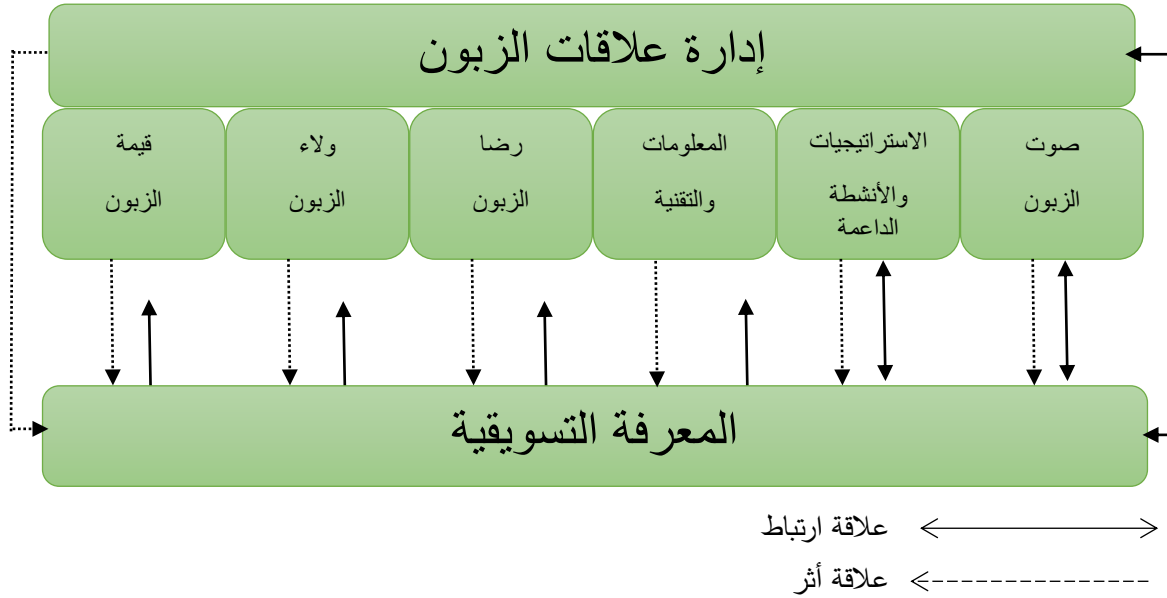 إدارة علاقات الزبون
صوت
الزبون
الاستراتيجيات
والأنشطة
الداعمة
المعلومات
والتقنية
رضا
الزبون
ولاء
الزبون
قيمة
الزبون
المعرفة التسويقية
علاقة ارتباط
علاقة أثر